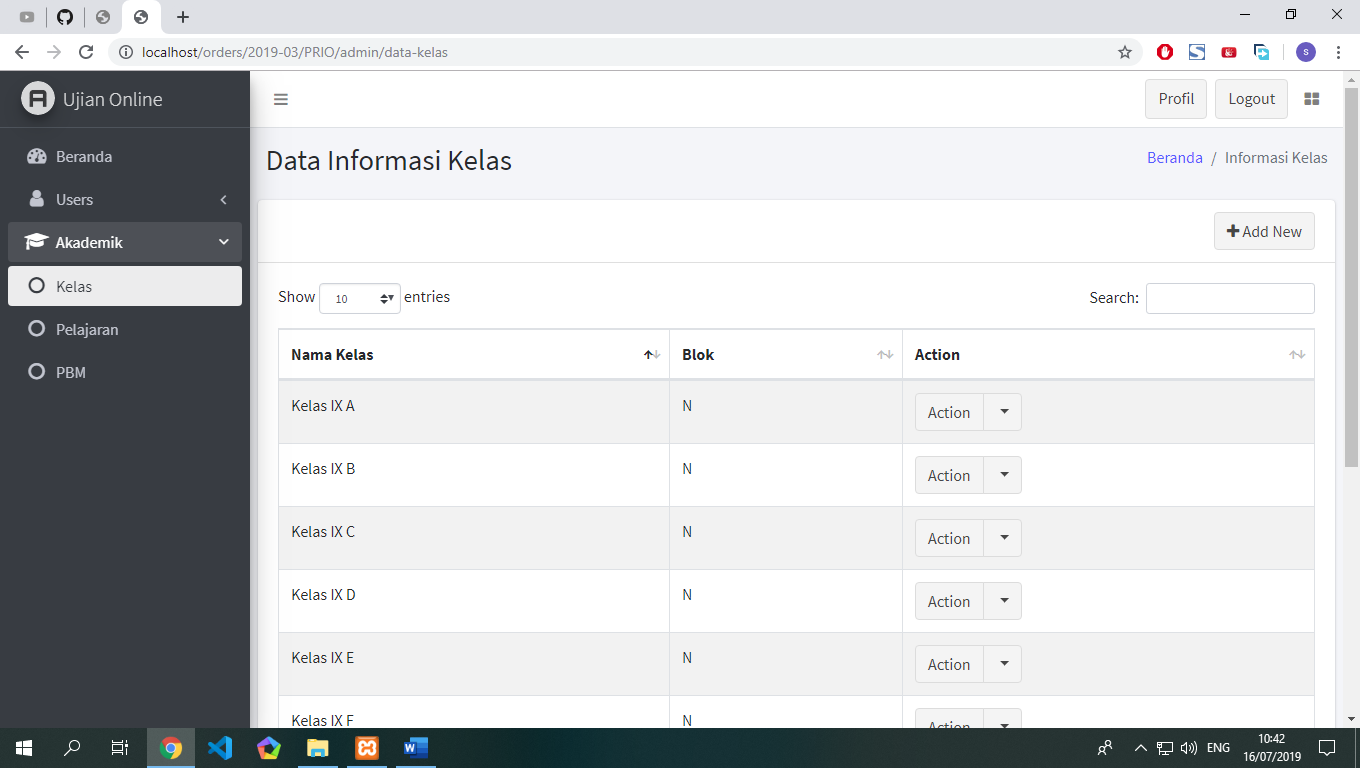 localhost/orders/2019-03/PRIO/admin/data-kelas
S
Ujian Online
Profil
Logout
Beranda
Users
Akademik
Kelas
Pelajaran
PBM
Data Informasi Kelas
Beranda / Informasi Kelas
Add New
Show 10 entries
Search:
Nama Kelas Blok Action
Kelas IX A N Action
Kelas IX B N Action
Kelas IX C N Action
Kelas IX D N Action
Kelas IX E N Action
Kelas IX F N Action
ENG
10:42
16/07/2019